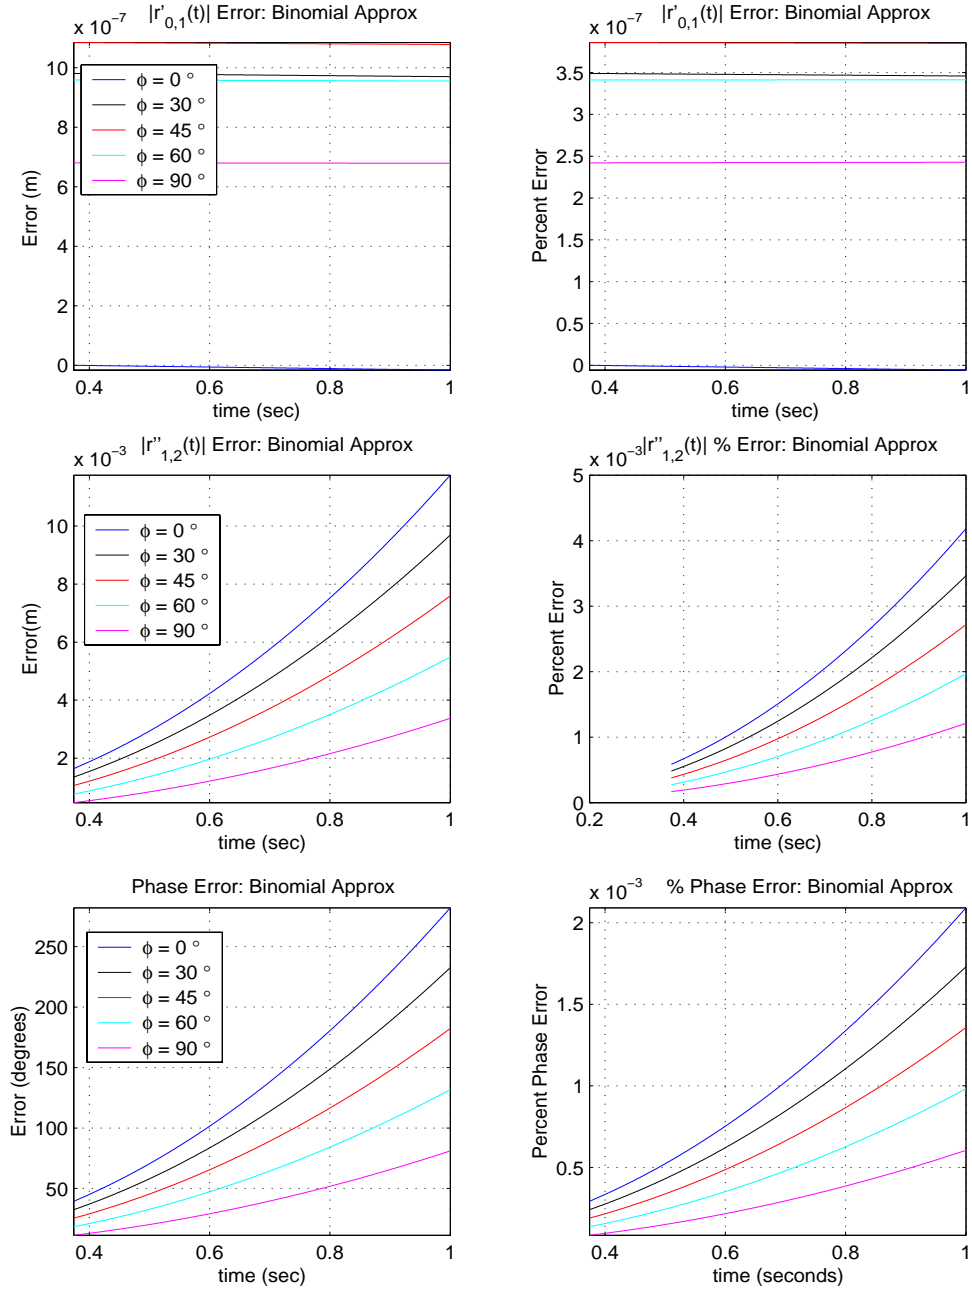 x 10−7
|r'0,1(t)| Error: Binomial Approx
Error (m)
10
8
6
4
2
0
ϕ = 0 °
ϕ = 30 °
ϕ = 45 °
ϕ = 60 °
ϕ = 90 °
0.4 0.6 0.8 1
time (sec)
x 10−7
|r'0,1(t)| Error: Binomial Approx
Percent Error
3.5
3
2.5
2
1.5
1
0.5
0
0.4 0.6 0.8 1
time (sec)
x 10−3
|r''1,2(t)| Error: Binomial Approx
Error(m)
10
8
6
4
2
ϕ = 0 °
ϕ = 30 °
ϕ = 45 °
ϕ = 60 °
ϕ = 90 °
0.4 0.6 0.8 1
time (sec)
x 10−3
|r''1,2(t)| % Error: Binomial Approx
Percent Error
5
4
3
2
1
0
0.2 0.4 0.6 0.8 1
time (sec)
Phase Error: Binomial Approx
Error (degrees)
250
200
150
100
50
ϕ = 0 °
ϕ = 30 °
ϕ = 45 °
ϕ = 60 °
ϕ = 90 °
0.4 0.6 0.8 1
time (sec)
x 10−3
% Phase Error: Binomial Approx
Percent Phase Error
2
1.5
1
0.5
0.4 0.6 0.8 1
time (seconds)